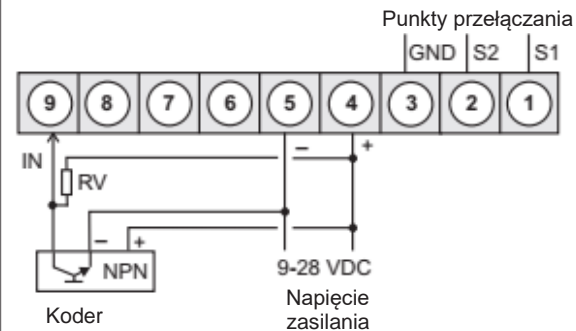 Punkty przełączania
GND S2 S1
9 8 7 6 5 4 3 2 1
IN
RV
− +
− +
NPN
9-28 VDC
Koder
Napięcie
zasilania